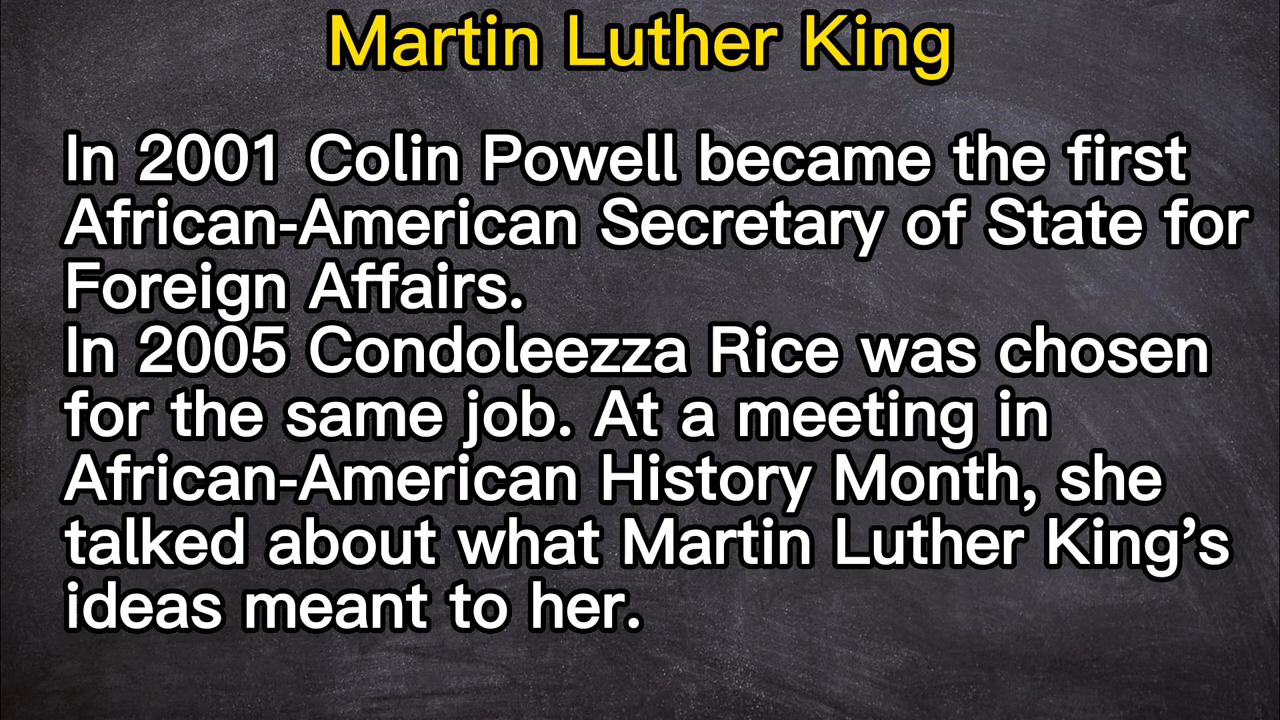 Martin Luther King
In 2001 Colin Powell became the first
African-American Secretary of State for
Foreign Affairs.
In 2005 Condoleezza Rice was chosen
for the same job. At a meeting in
African-American History Month, she
talked about what Martin Luther King’s
ideas meant to her.